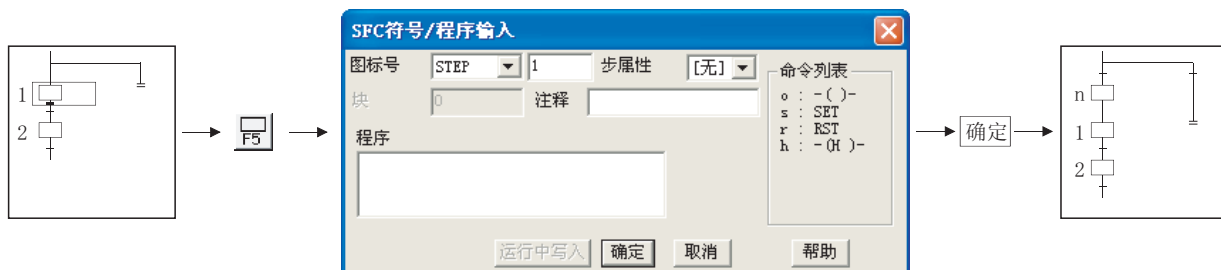 1
2
F5
SFC符号/程序输入
图标号 STEP 1 步属性 [无]
块 0 注释
程序
命令列表
o : -( )-
s : SET
r : RST
h : -(H )-
运行中写入 确定 取消 帮助
确定
n
1
2